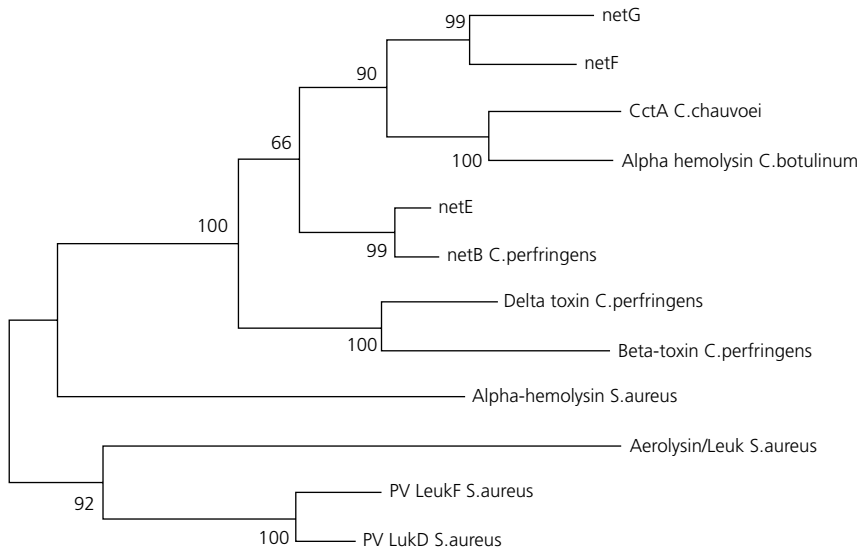 netG
99
netF
90
CctA C.chauvoei
66
100
Alpha hemolysin C.botulinum
netE
100
99
netB C.perfringens
Delta toxin C.perfringens
100
Beta-toxin C.perfringens
Alpha-hemolysin S.aureus
Aerolysin/Leuk S.aureus
92
PV LeukF S.aureus
100
PV LukD S.aureus